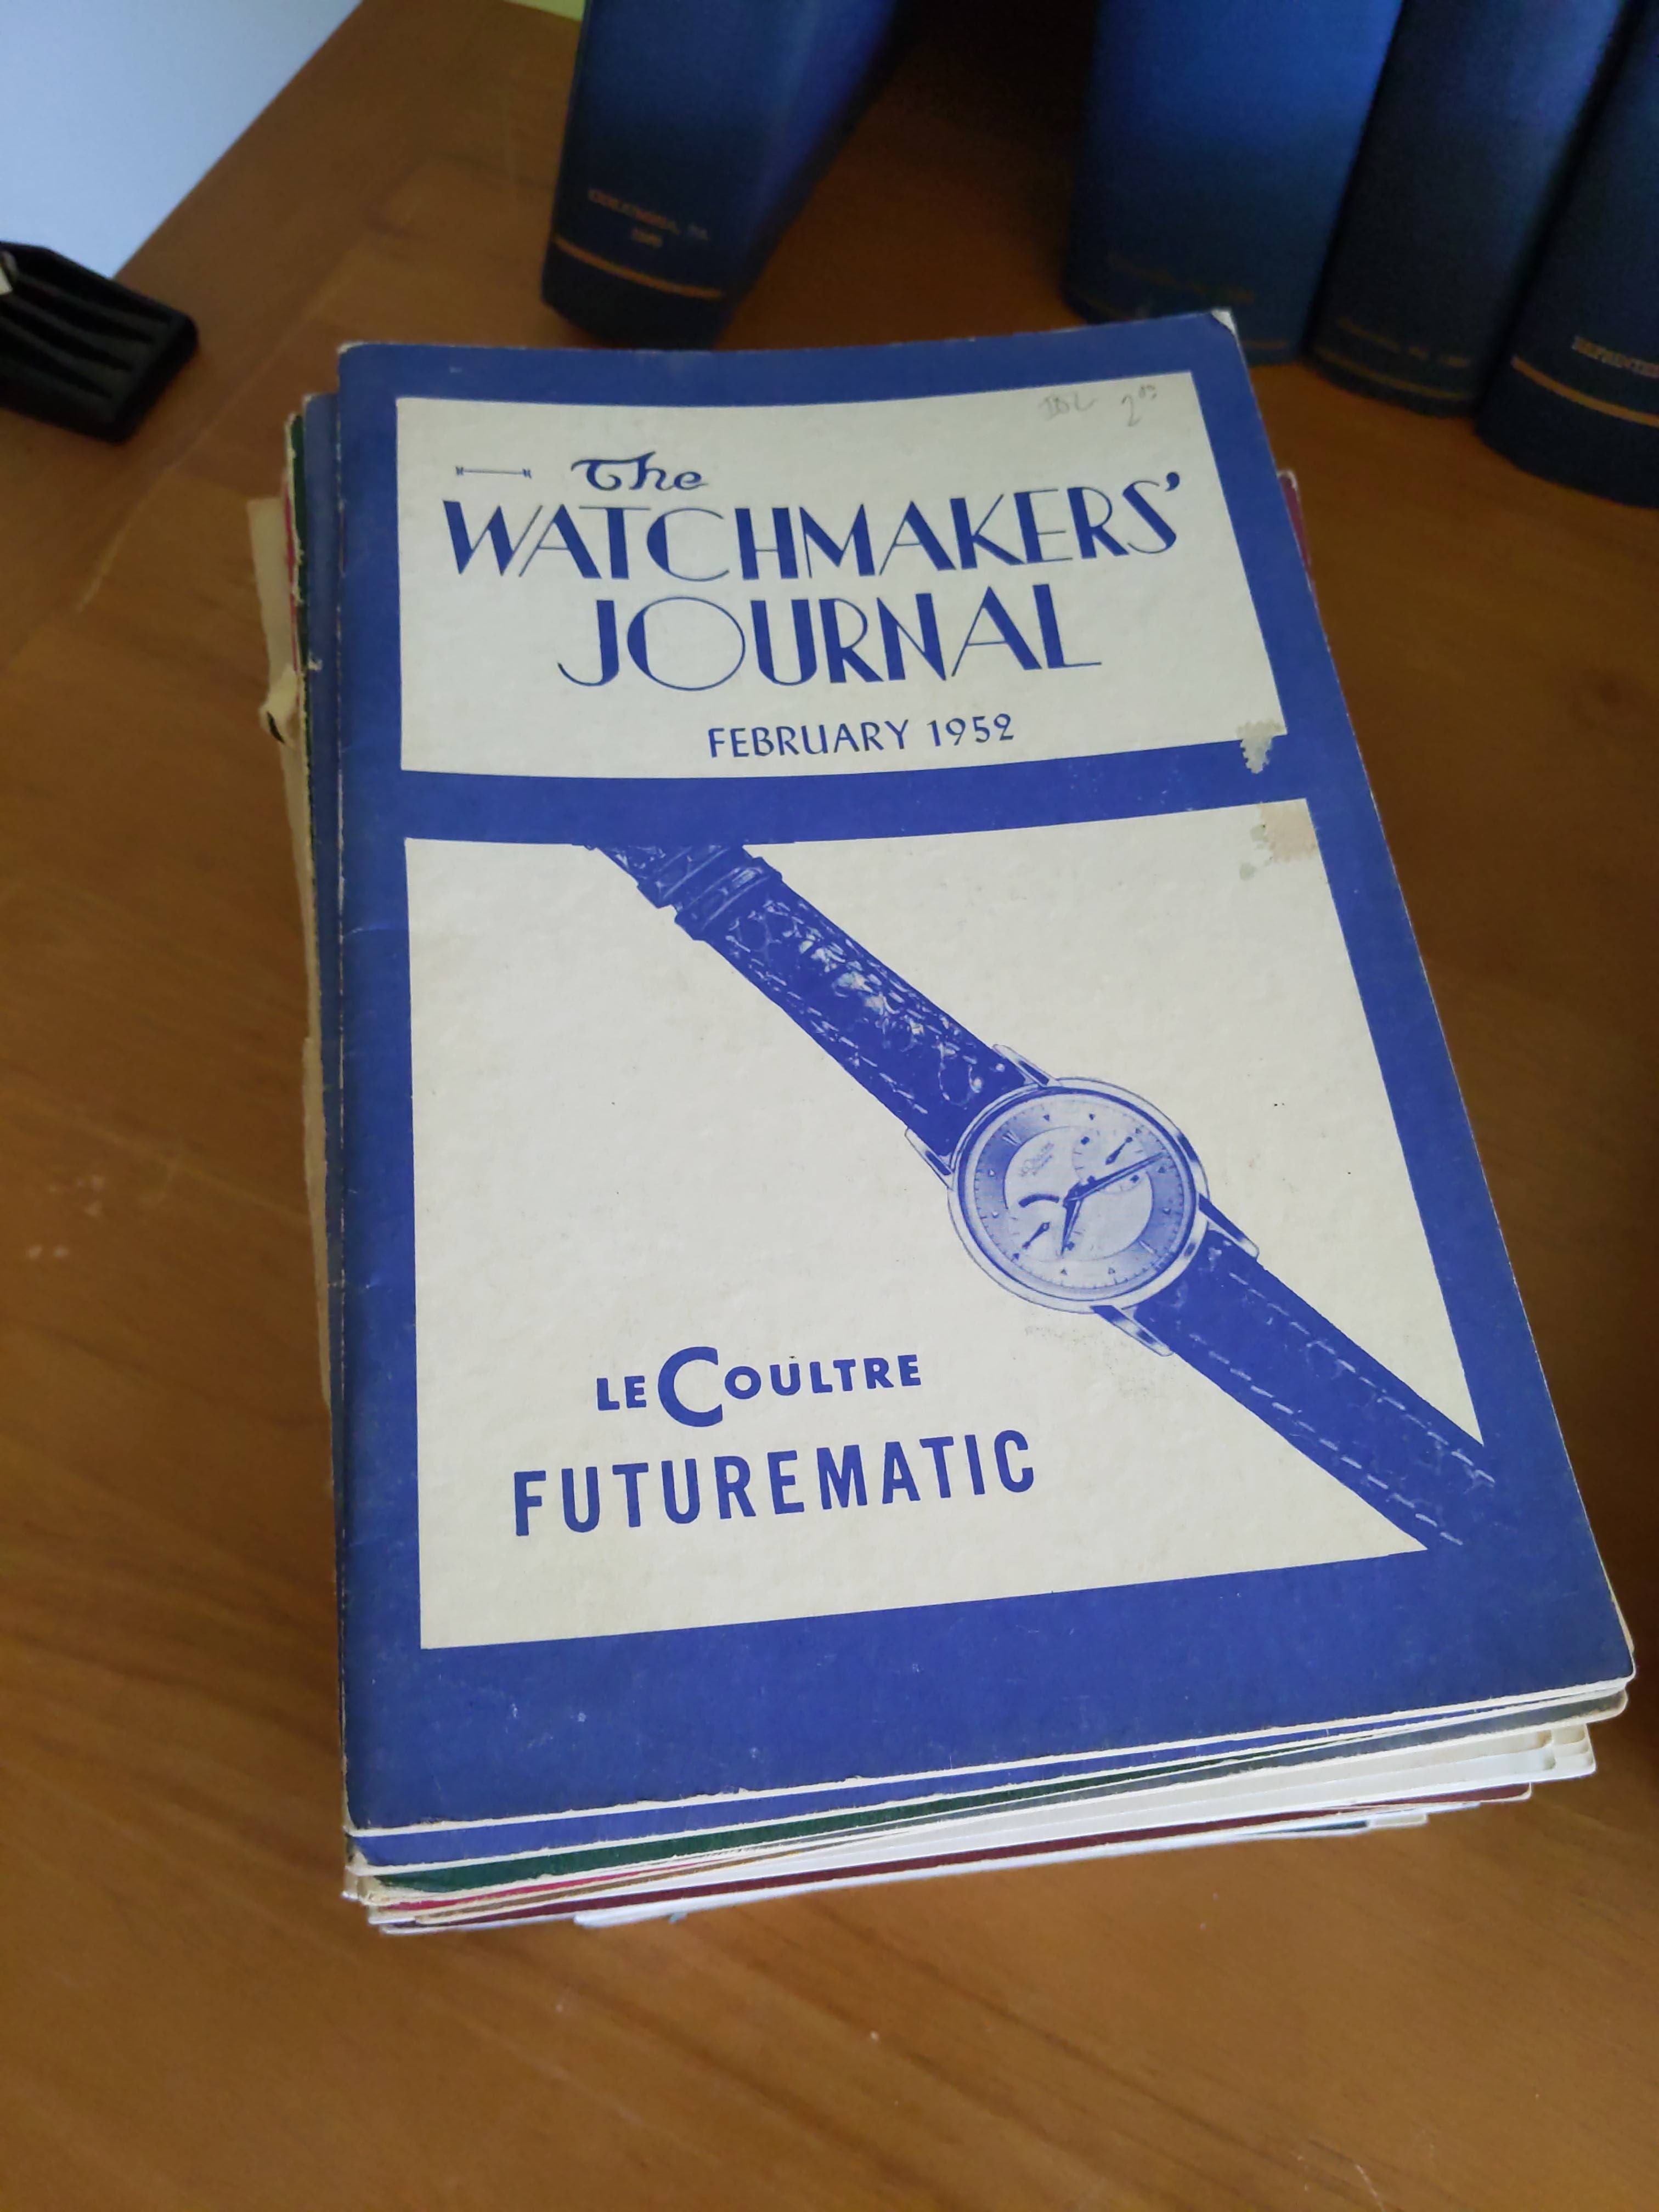 The
WATCHMAKERS'
JOURNAL
FEBRUARY 1952
LECOULTRE
FUTUREMATIC